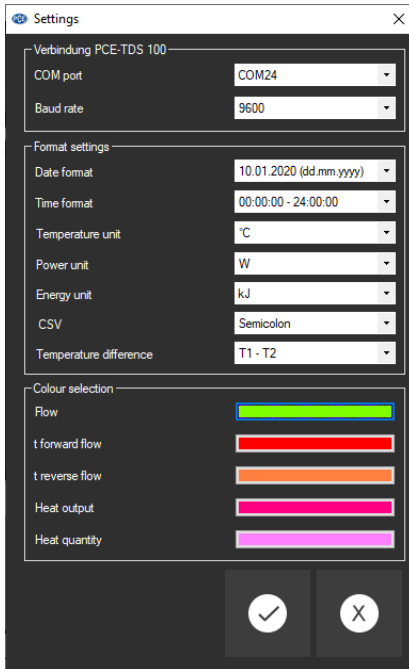 PCE Settings
Verbindung PCE-TDS 100
COM port COM24
Baud rate 9600
Format settings
Date format 10.01.2020 (dd.mm.yyyy)
Time format 00:00:00 - 24:00:00
Temperature unit °C
Power unit W
Energy unit kJ
CSV Semicolon
Temperature difference T1 - T2
Colour selection
Flow
t forward flow
t reverse flow
Heat output
Heat quantity